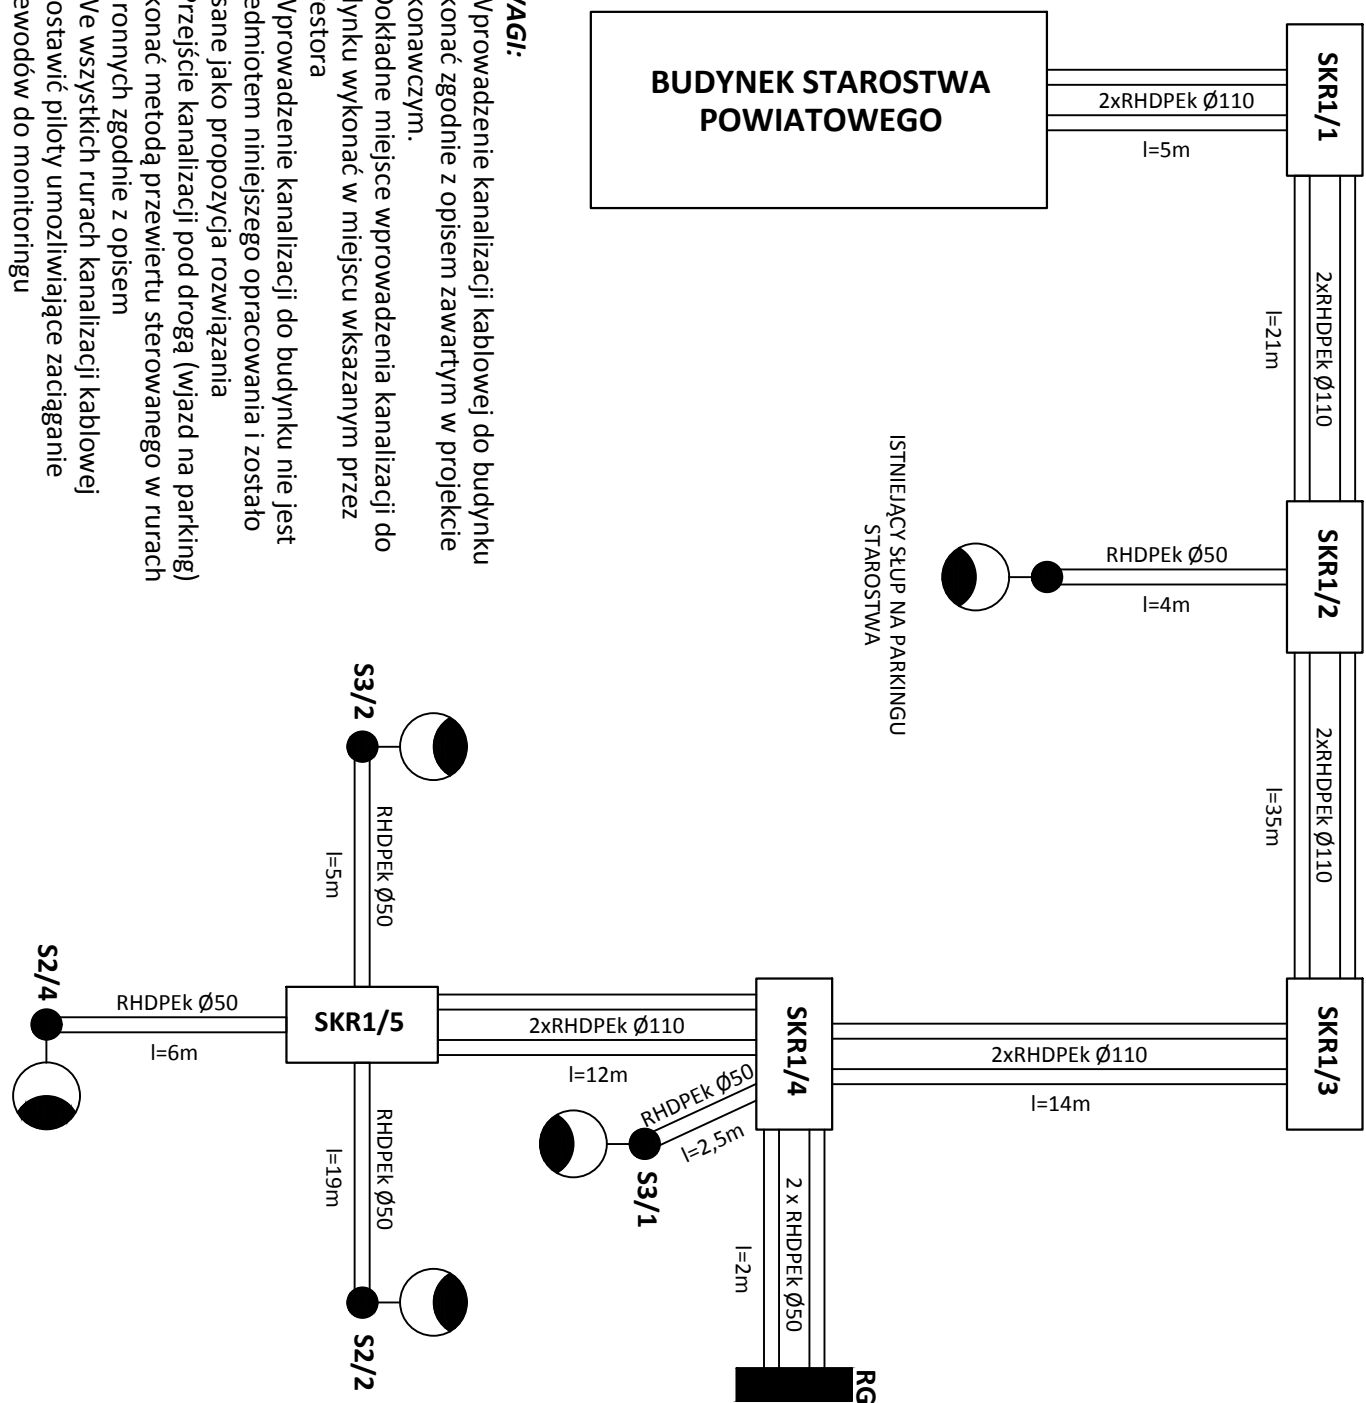 BUDYNEK STAROSTWA
POWIATOWEGO
2xRHDPEk Ø110
l=5m
SKR1/1
2xRHDPEk Ø110
l=21m
SKR1/2
RHDPEk Ø50
l=4m
ISTNIEJĄCY SŁUP NA PARKINGU
STAROSTWA
2xRHDPEk Ø110
l=35m
SKR1/3
2xRHDPEk Ø110
l=14m
SKR1/4
2xRHDPEk Ø110
l=12m
RHDPEk Ø50
l=2,5m
S3/1
2 x RHDPEk Ø50
l=2m
RG
SKR1/5
S3/2
RHDPEk Ø50
l=5m
S2/4
RHDPEk Ø50
l=6m
RHDPEk Ø50
l=19m
S2/2
AGI:
Wprowadzenie kanalizacji kablowej do budynku
konać zgodnie z opisem zawartym w projekcie
konawczym.
Dokładne miejsce wprowadzenia kanalizacji do
dynku wykonać w miejscu wksazanym przez
estora
Wprowadzenie kanalizacji do budynku nie jest
edmiotem niniejszego opracowania i zostało
sane jako propozycja rozwiązania
Przejście kanalizacji pod drogą (wjazd na parking)
konać metodą przewiertu sterowanego w rurach
ronnych zgodnie z opisem
We wszystkich rurach kanalizacji kablowej
ostawić piloty umozliwiające zaciąganie
ewodów do monitoringu